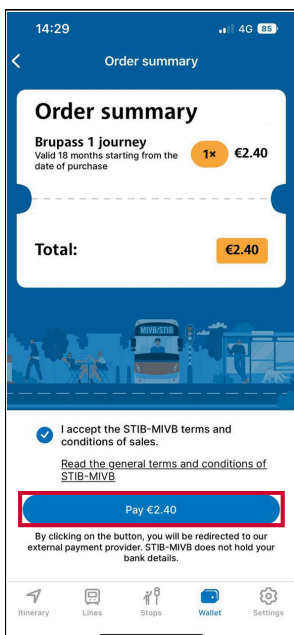 14:29
4G 85
Order summary
Order summary
Brupass 1 journey
Valid 18 months starting from the
date of purchase
1x €2.40
Total: €2.40
MIVB/STIB
I accept the STIB-MIVB terms and
conditions of sales.
Read the general terms and conditions of
STIB-MIVB
Pay €2.40
By clicking on the button, you will be redirected to our
external payment provider. STIB-MIVB does not hold your
bank details.
Itinerary Lines Stops Wallet Settings